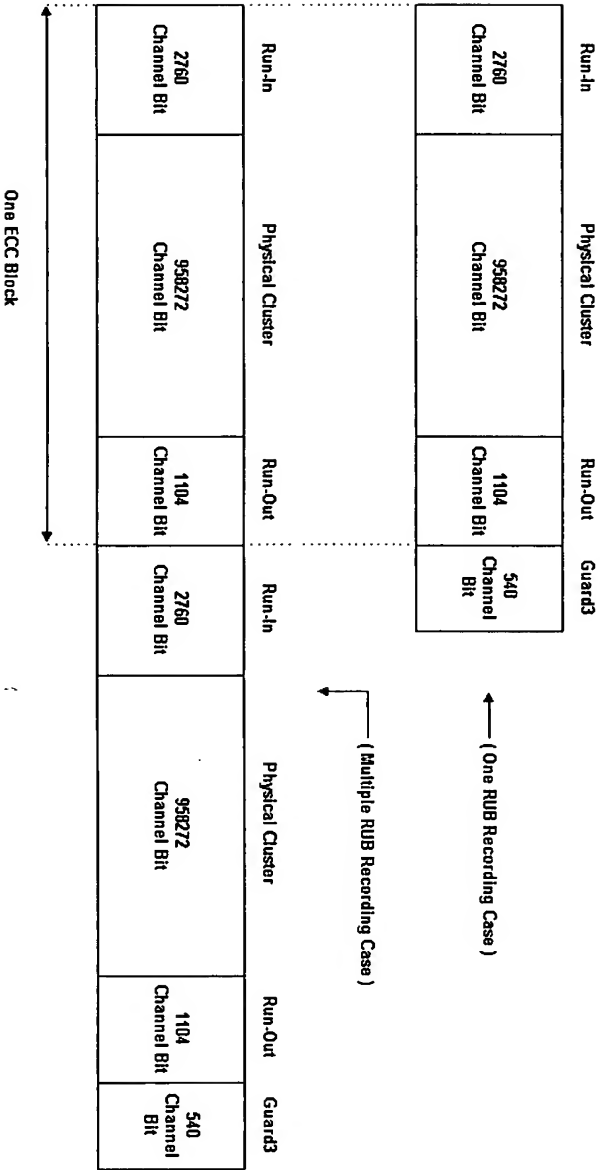 Run-In
Physical Cluster
Run-Out
Guard3
2760
Channel Bit
958272
Channel Bit
1104
Channel Bit
540
Channel
Bit
( One RUB Recording Case )
( Multiple RUB Recording Case )
Run-In
Physical Cluster
Run-Out
Run-In
Physical Cluster
Run-Out
Guard3
2760
Channel Bit
958272
Channel Bit
1104
Channel Bit
2760
Channel Bit
958272
Channel Bit
1104
Channel Bit
540
Channel
Bit
One ECC Block